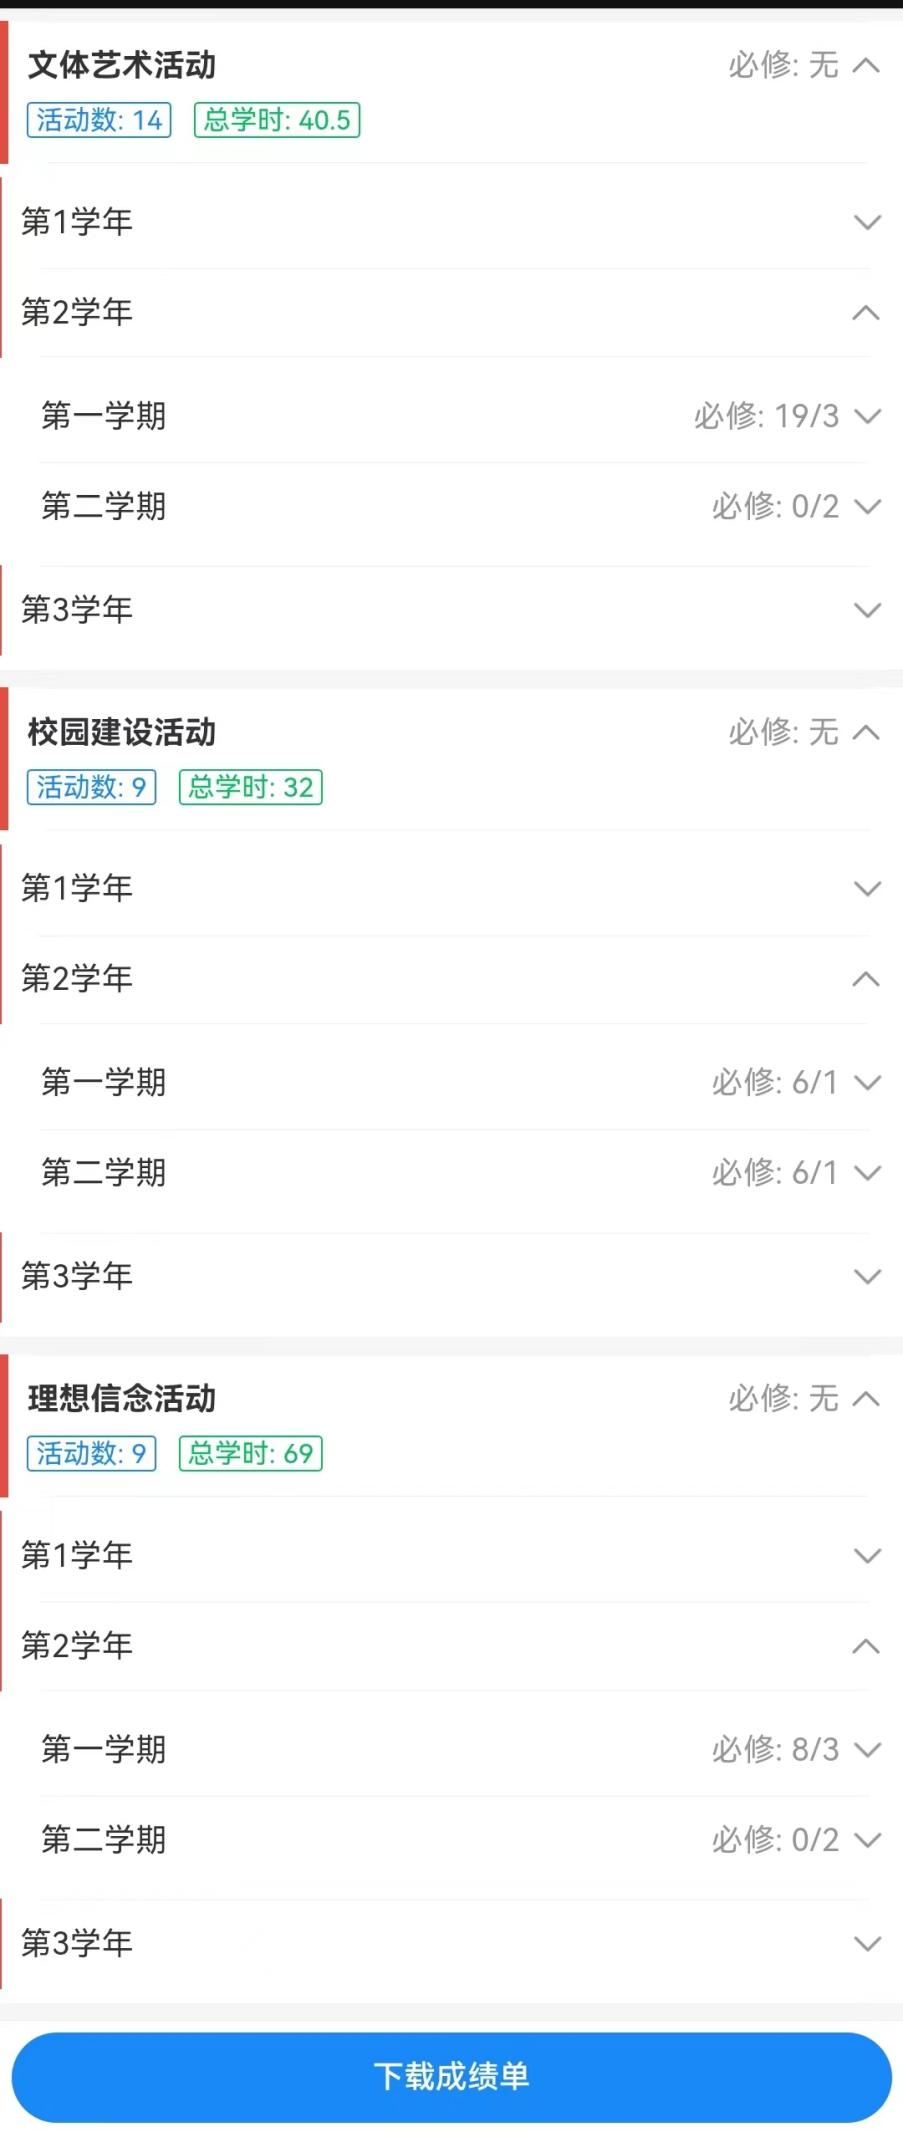 文体艺术活动 必修: 无
活动数: 14 总学时: 40.5
第1学年
第2学年
第一学期 必修: 19/3
第二学期 必修: 0/2
第3学年
校园建设活动 必修: 无
活动数: 9 总学时: 32
第1学年
第2学年
第一学期 必修: 6/1
第二学期 必修: 6/1
第3学年
理想信念活动 必修: 无
活动数: 9 总学时: 69
第1学年
第2学年
第一学期 必修: 8/3
第二学期 必修: 0/2
第3学年
下载成绩单